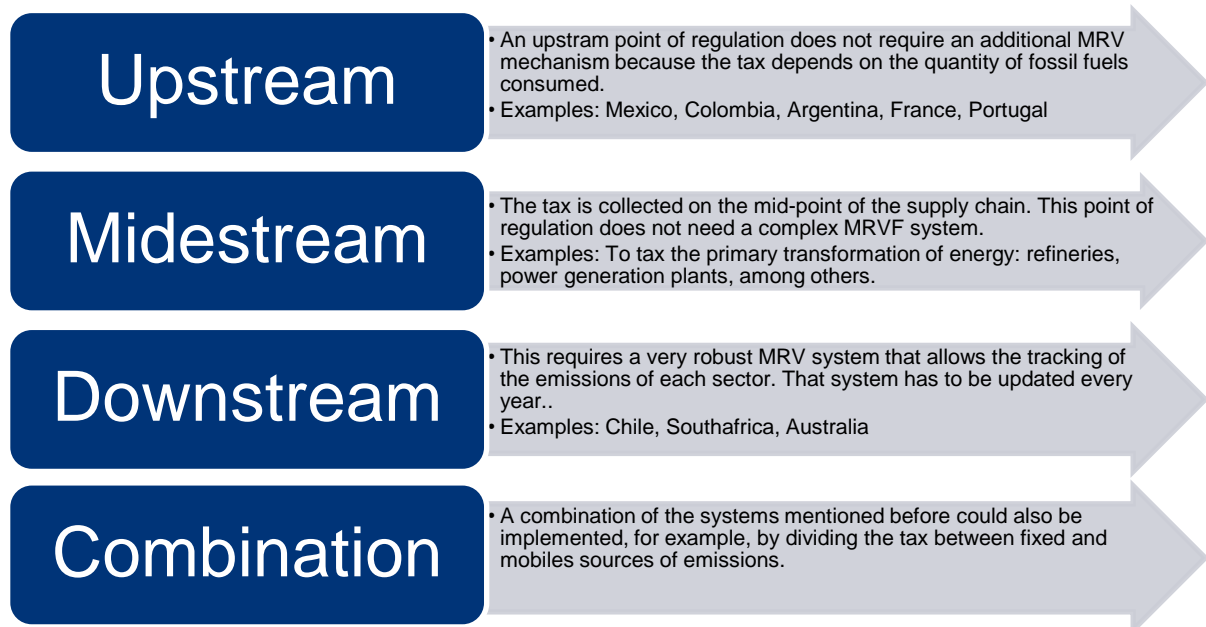 Upstream
• An upstram point of regulation does not require an additional MRV
mechanism because the tax depends on the quantity of fossil fuels
consumed.
• Examples: Mexico, Colombia, Argentina, France, Portugal
Midestream
• The tax is collected on the mid-point of the supply chain. This point of
regulation does not need a complex MRVF system.
• Examples: To tax the primary transformation of energy: refineries,
power generation plants, among others.
Downstream
• This requires a very robust MRV system that allows the tracking of
the emissions of each sector. That system has to be updated every
year..
• Examples: Chile, Southafrica, Australia
Combination
• A combination of the systems mentioned before could also be
implemented, for example, by dividing the tax between fixed and
mobiles sources of emissions.